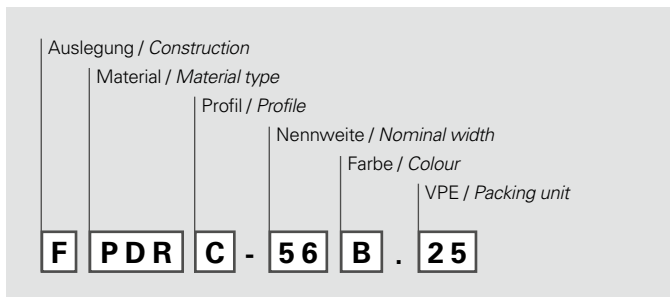 Auslegung / Construction
Material / Material type
Profil / Profile
Nennweite / Nominal width
Farbe / Colour
VPE / Packing unit
F PDR C - 56 B . 25